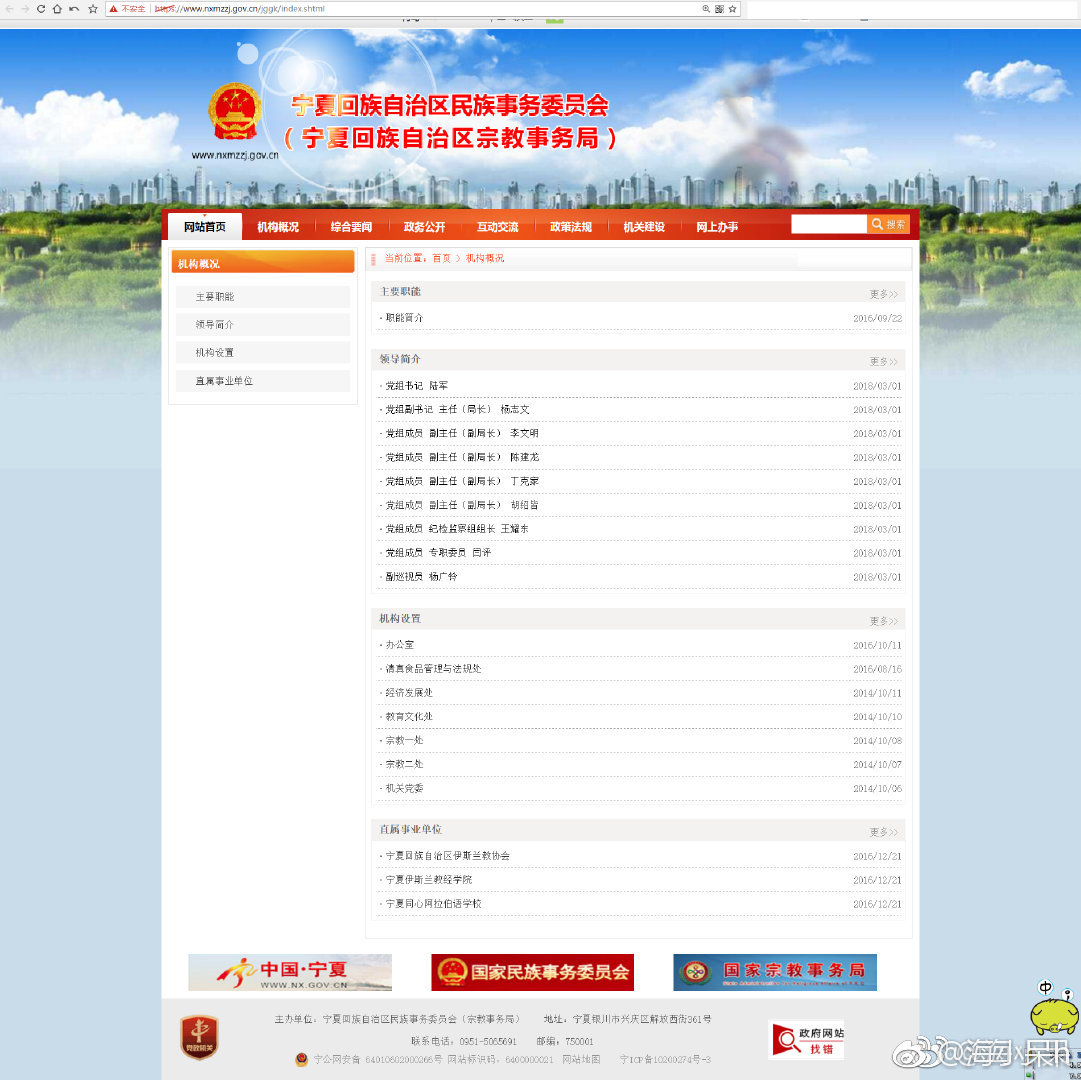 不安全 https://www.nxmzzj.gov.cn/jggk/index.shtml
宁夏回族自治区民族事务委员会
（宁夏回族自治区宗教事务局）
www.nxmzzj.gov.cn
网站首页 机构概况 综合要闻 政务公开 互动交流 政策法规 机关建设 网上办事 搜索
机构概况
主要职能
领导简介
机构设置
直属事业单位
当前位置：首页 > 机构概况
主要职能 更多>>
· 职能简介 2016/09/22
领导简介 更多>>
· 党组书记 陆军 2018/03/01
· 党组副书记 主任（局长） 杨志文 2018/03/01
· 党组成员 副主任（副局长） 李文明 2018/03/01
· 党组成员 副主任（副局长） 陈建龙 2018/03/01
· 党组成员 副主任（副局长） 丁克家 2018/03/01
· 党组成员 副主任（副局长） 胡绍皆 2018/03/01
· 党组成员 纪检监察组组长 王耀东 2018/03/01
· 党组成员 专职委员 闫评 2018/03/01
· 副巡视员 杨广铃 2018/03/01
机构设置 更多>>
· 办公室 2016/10/11
· 清真食品管理与法规处 2016/08/16
· 经济发展处 2014/10/11
· 教育文化处 2014/10/10
· 宗教一处 2014/10/08
· 宗教二处 2014/10/07
· 机关党委 2014/10/06
直属事业单位 更多>>
· 宁夏回族自治区伊斯兰教协会 2016/12/21
· 宁夏伊斯兰教经学院 2016/12/21
· 宁夏同心阿拉伯语学校 2016/12/21
中国·宁夏
WWW.NX.GOV.CN
国家民族事务委员会
国家宗教事务局
党政机关
主办单位：宁夏回族自治区民族事务委员会（宗教事务局） 地址：宁夏银川市兴庆区解放西街361号
联系电话：0951-5065691 邮编：750001
宁公网安备 64010602000266号 网站标识码：6400000021 网站地图 宁ICP备10200274号-3
政府网站
找错
中